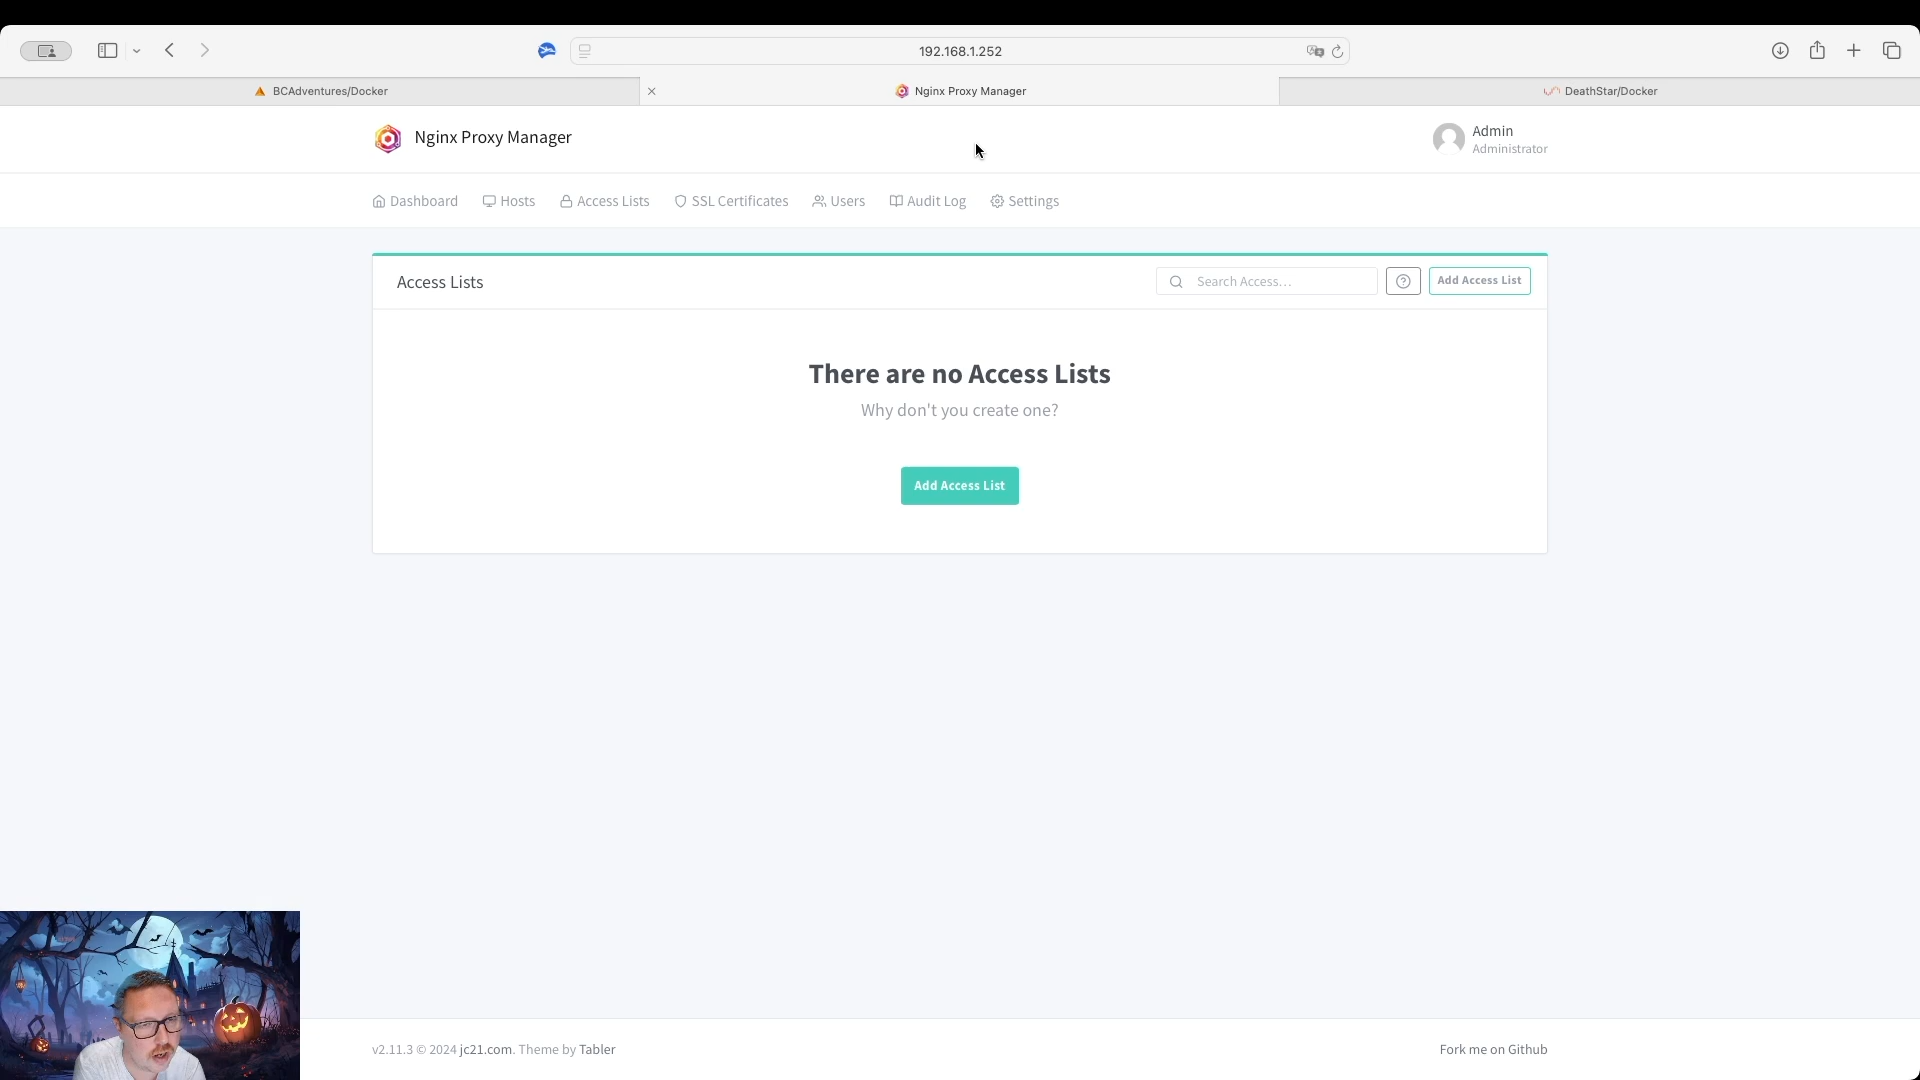 192.168.1.252
BCAdventures/Docker
Nginx Proxy Manager
DeathStar/Docker
Nginx Proxy Manager
Admin
Administrator
Dashboard
Hosts
Access Lists
SSL Certificates
Users
Audit Log
Settings
Access Lists
Search Access…
Add Access List
There are no Access Lists
Why don't you create one?
Add Access List
v2.11.3 © 2024 jc21.com. Theme by Tabler
Fork me on Github